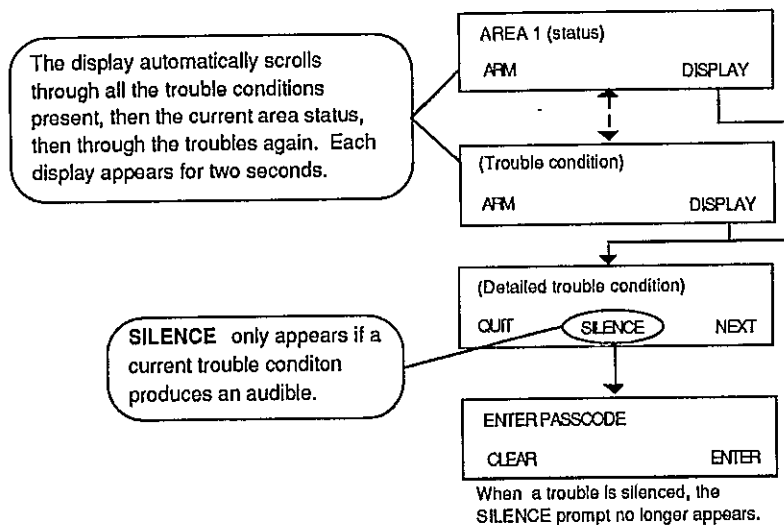 AREA 1 (status)
ARM DISPLAY
The display automatically scrolls
through all the trouble conditions
present, then the current area status,
then through the troubles again. Each
display appears for two seconds.
(Trouble condition)
ARM DISPLAY
(Detailed trouble condition)
QUIT SILENCE NEXT
SILENCE only appears if a
current trouble conditon
produces an audible.
ENTER PASSCODE
CLEAR ENTER
When a trouble is silenced, the
SILENCE prompt no longer appears.